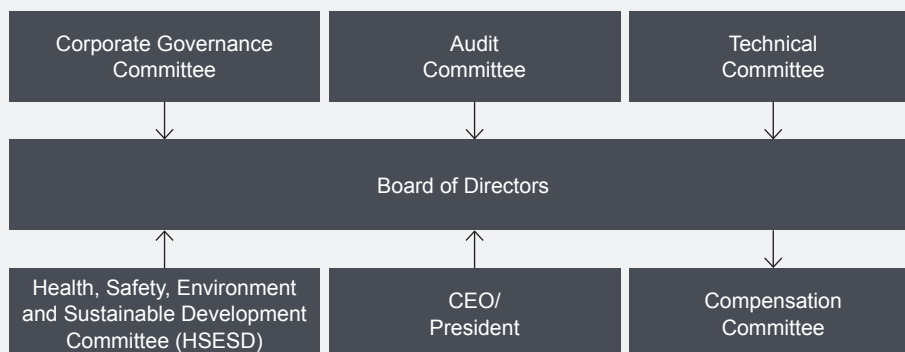 Corporate Governance
Committee
Audit
Committee
Technical
Committee
Board of Directors
Health, Safety, Environment
and Sustainable Development
Committee (HSESD)
CEO/
President
Compensation
Committee